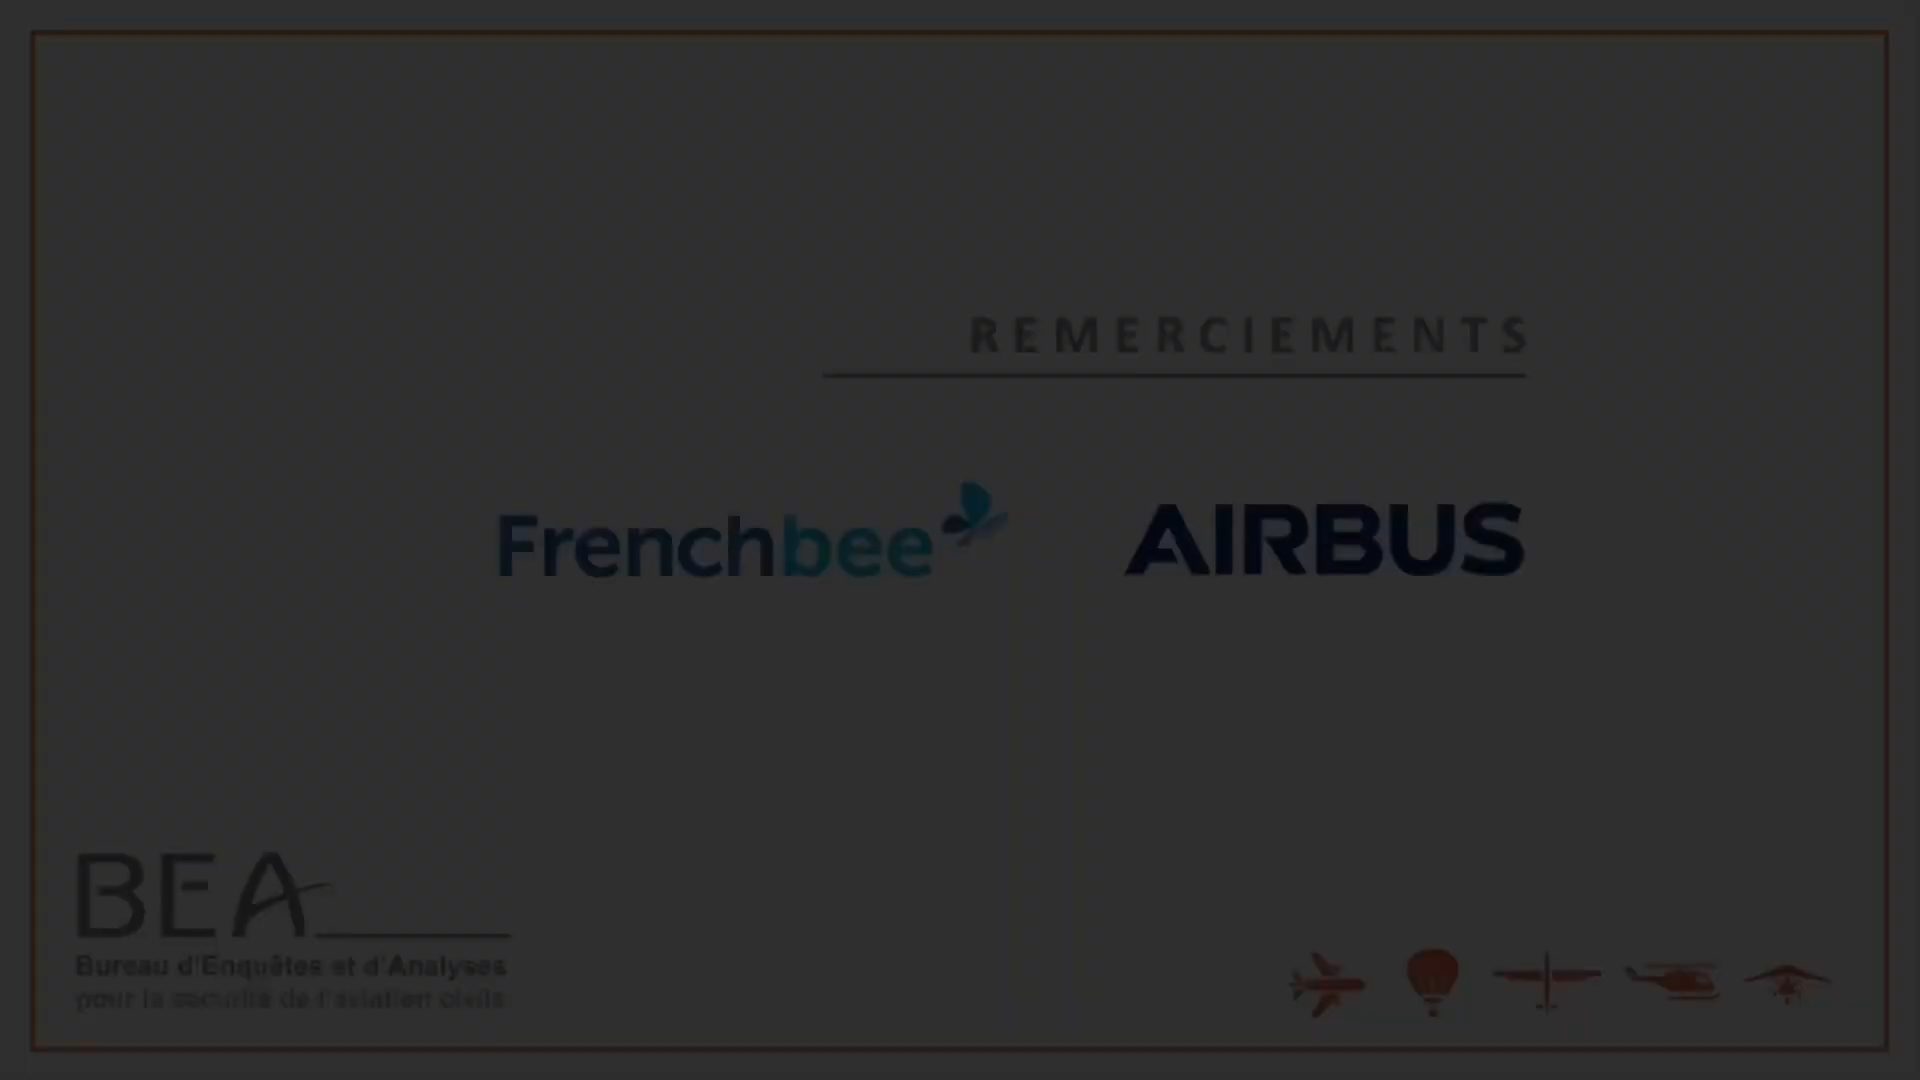 REMERCIEMENTS
Frenchbee
AIRBUS
BEA
Bureau d'Enquêtes et d'Analyses
pour la sécurité de l'aviation civile